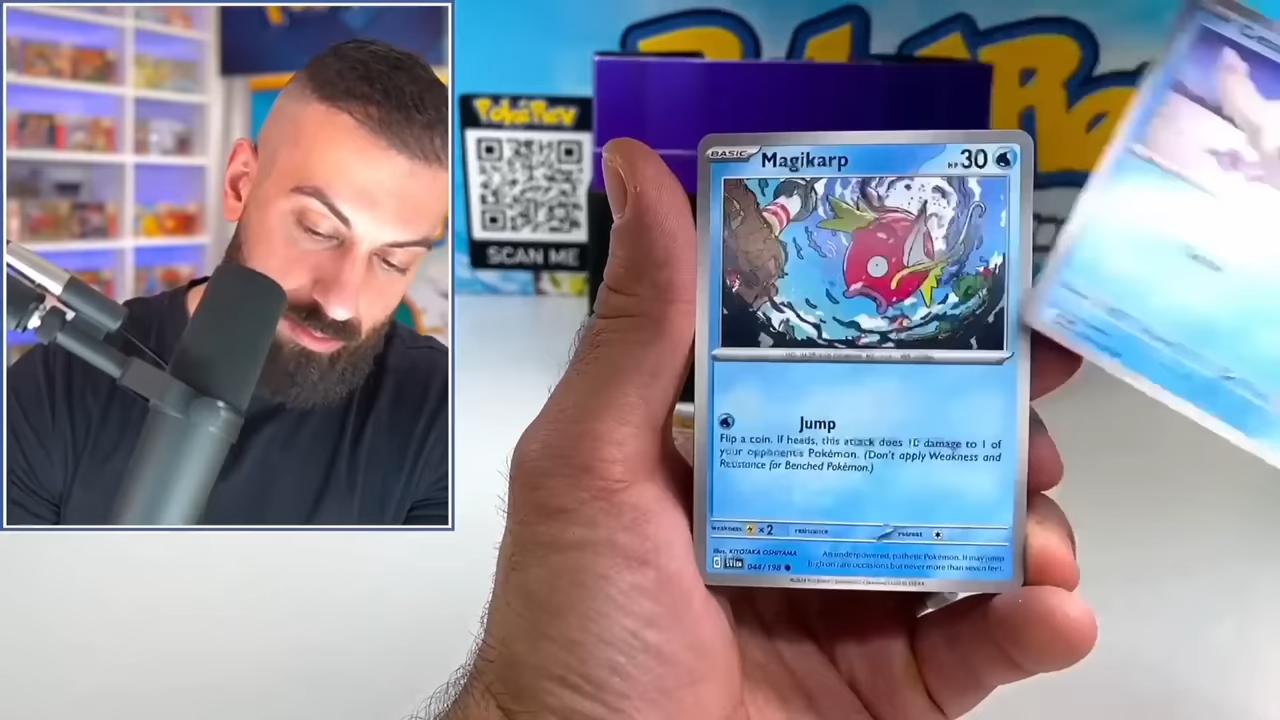 PokéRev
SCAN ME
BASIC
Magikarp
HP 30
Jump
Flip a coin. If heads, this attack does 10 damage to 1 of
your opponent's Pokémon. (Don't apply Weakness and
Resistance for Benched Pokémon.)
weakness ×2 resistance retreat
Illus. KIYOTAKA OSHIYAMA
An underpowered, pathetic Pokémon. It may jump
high on rare occasions but never more than seven feet.
G SVI EN 044/198